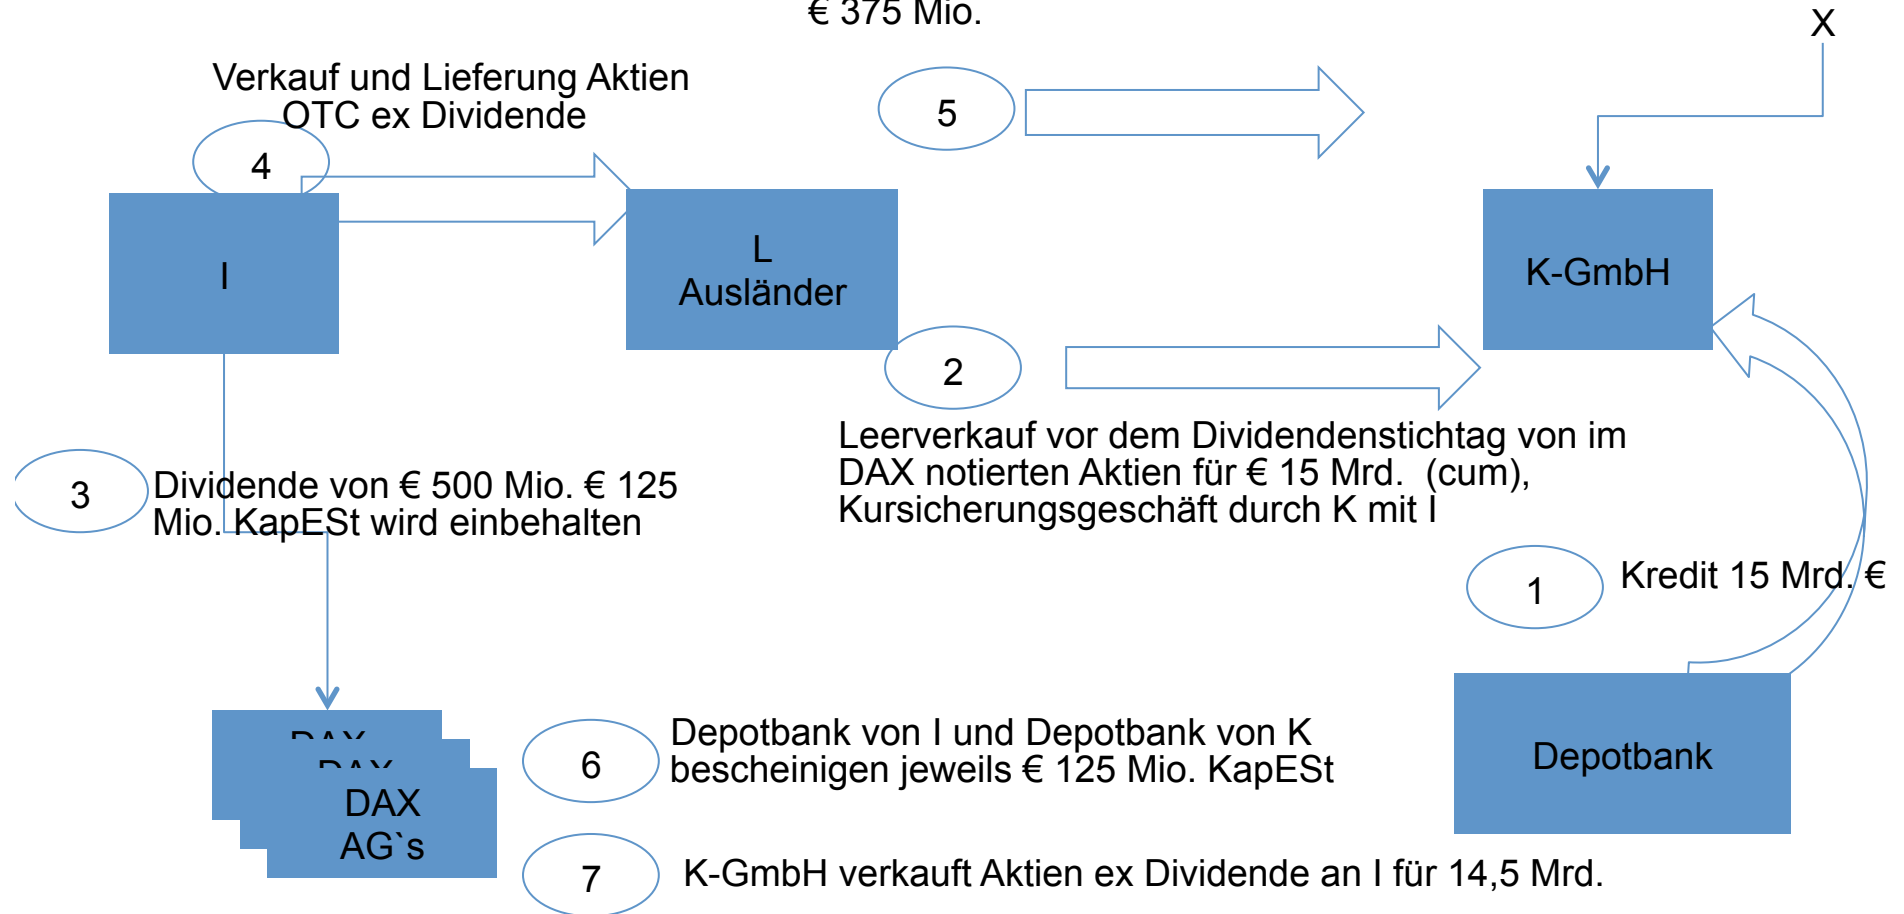 € 375 Mio.
X
Verkauf und Lieferung Aktien
OTC ex Dividende
5
4
I
L
Ausländer
K-GmbH
2
Leerverkauf vor dem Dividendenstichtag von im
DAX notierten Aktien für € 15 Mrd.  (cum),
Kursicherungsgeschäft durch K mit I
3
Dividende von € 500 Mio. € 125
Mio. KapESt wird einbehalten
1
Kredit 15 Mrd. €
DAX
DAX
DAX
AG`s
6
Depotbank von I und Depotbank von K
bescheinigen jeweils € 125 Mio. KapESt
Depotbank
7
K-GmbH verkauft Aktien ex Dividende an I für 14,5 Mrd.